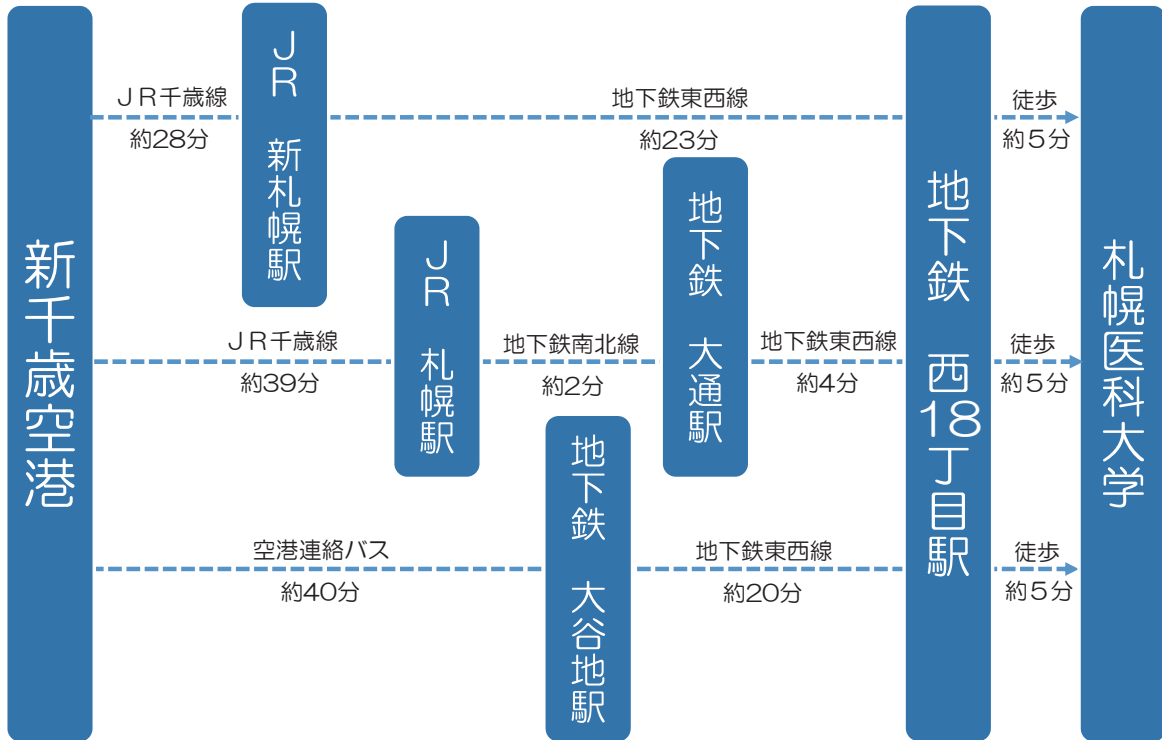 新千歳空港
JR千歳線
約28分
JR 新札幌駅
地下鉄東西線
約23分
JR千歳線
約39分
JR 札幌駅
地下鉄南北線
約2分
地下鉄 大通駅
地下鉄東西線
約4分
空港連絡バス
約40分
地下鉄 大谷地駅
地下鉄東西線
約20分
地下鉄 西18丁目駅
徒歩
約5分
徒歩
約5分
徒歩
約5分
札幌医科大学